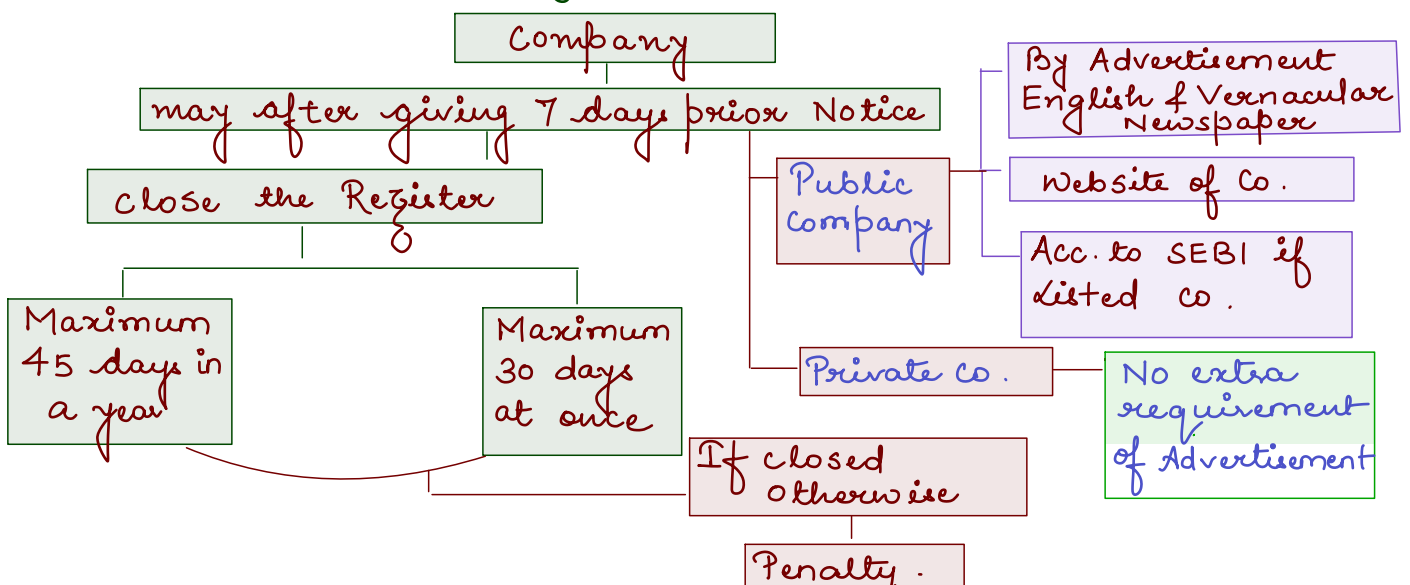 Company
may after giving 7 days prior Notice
close the Register
Maximum
45 days in
a year
Maximum
30 days
at once
Public
company
By Advertisement
English & Vernacular
Newspaper
Website of Co.
Acc. to SEBI if
Listed co.
Private co.
No extra
requirement
of Advertisement
If closed
otherwise
Penalty.